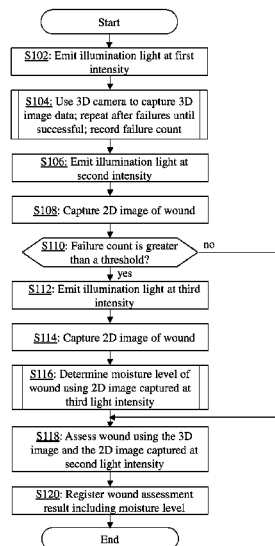 Start
S102: Emit illumination light at first
intensity
S104: Use 3D camera to capture 3D
image data; repeat after failures until
successful; record failure count
S106: Emit illumination light at
second intensity
S108: Capture 2D image of wound
S110: Failure count is greater
than a threshold?
no
yes
S112: Emit illumination light at third
intensity
S114: Capture 2D image of wound
S116: Determine moisture level of
wound using 2D image captured at
third light intensity
S118: Assess wound using the 3D
image and the 2D image captured at
second light intensity
S120: Register wound assessment
result including moisture level
End